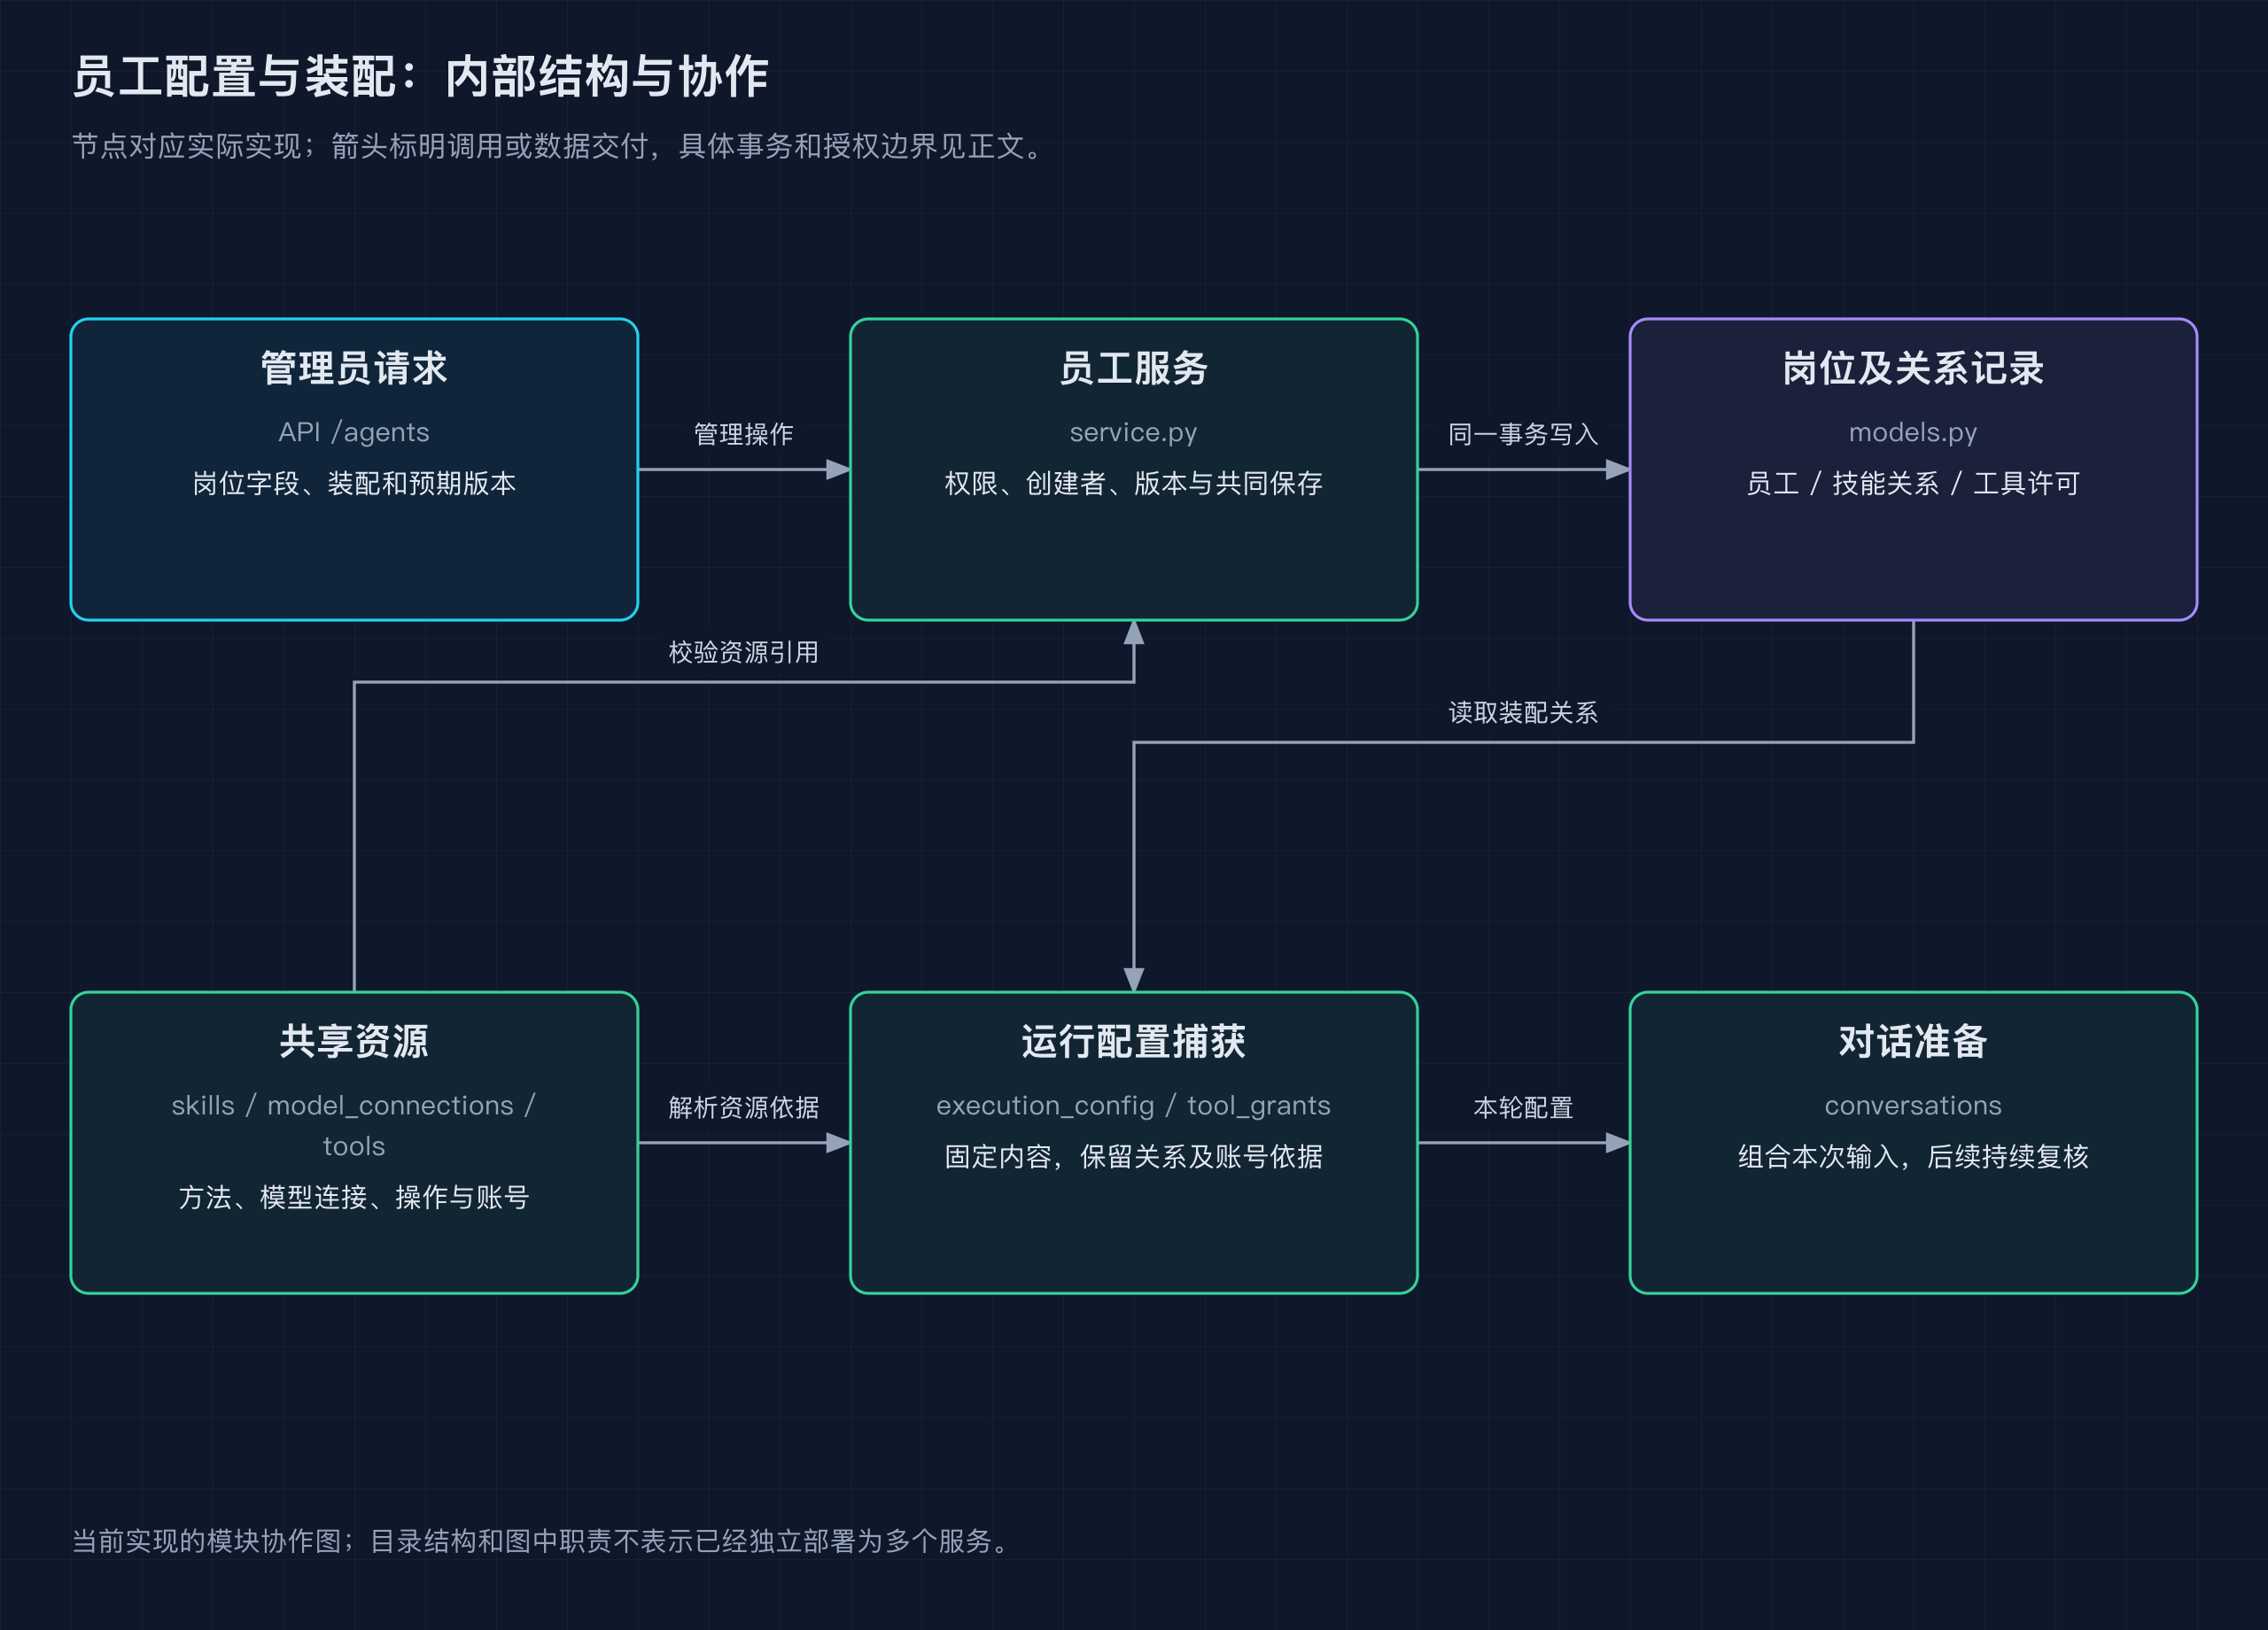 员工配置与装配：内部结构与协作
节点对应实际实现；箭头标明调用或数据交付，具体事务和授权边界见正文。
管理员请求
API /agents
岗位字段、装配和预期版本
管理操作
员工服务
service.py
权限、创建者、版本与共同保存
同一事务写入
岗位及关系记录
models.py
员工 / 技能关系 / 工具许可
校验资源引用
读取装配关系
共享资源
skills / model_connections /
tools
方法、模型连接、操作与账号
解析资源依据
运行配置捕获
execution_config / tool_grants
固定内容，保留关系及账号依据
本轮配置
对话准备
conversations
组合本次输入，后续持续复核
当前实现的模块协作图；目录结构和图中职责不表示已经独立部署为多个服务。